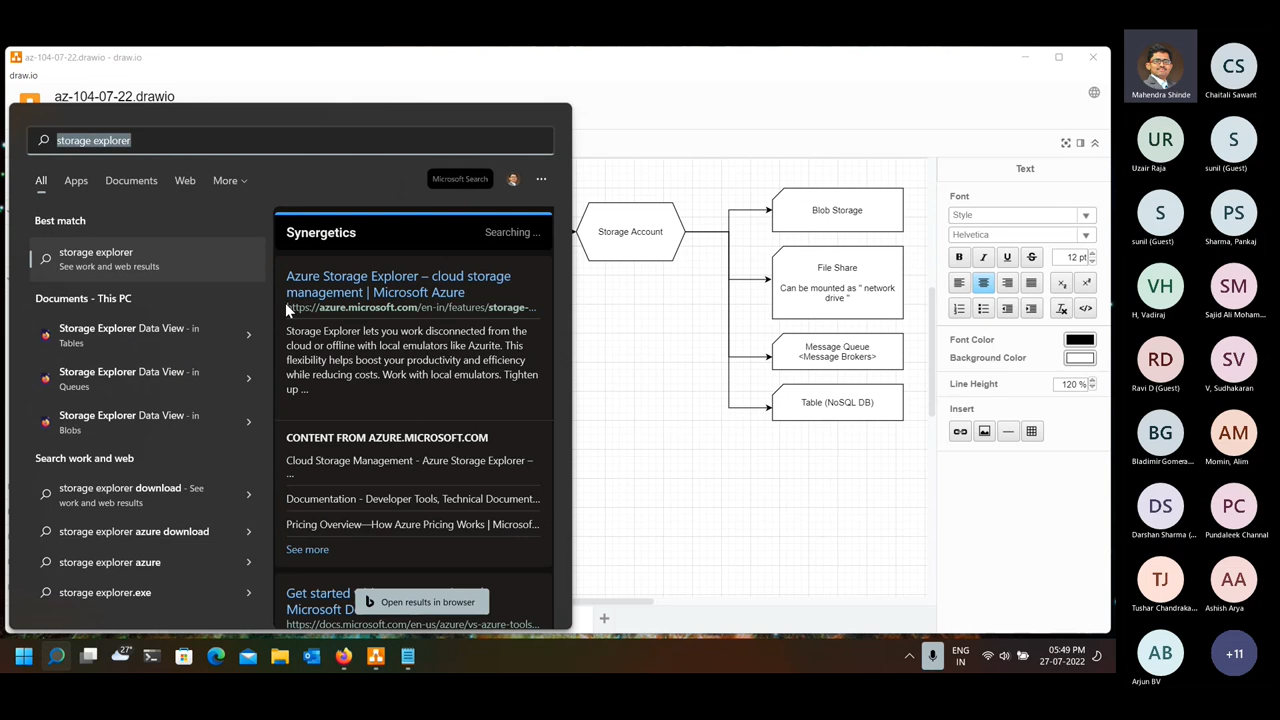 az-104-07-22.drawio - draw.io
draw.io
az-104-07-22.drawio
storage explorer
All
Apps
Documents
Web
More
Microsoft Search
Best match
storage explorer
See work and web results
Documents - This PC
Storage Explorer Data View - in
Tables
Storage Explorer Data View - in
Queues
Storage Explorer Data View - in
Blobs
Search work and web
storage explorer download - See
work and web results
storage explorer azure download
storage explorer azure
storage explorer.exe
Synergetics
Searching ...
Azure Storage Explorer – cloud storage
management | Microsoft Azure
https://azure.microsoft.com/en-in/features/storage-...
Storage Explorer lets you work disconnected from the
cloud or offline with local emulators like Azurite. This
flexibility helps boost your productivity and efficiency
while reducing costs. Work with local emulators. Tighten
up ...
CONTENT FROM AZURE.MICROSOFT.COM
Cloud Storage Management - Azure Storage Explorer –
...
Documentation - Developer Tools, Technical Document...
Pricing Overview—How Azure Pricing Works | Microsof...
See more
Get started
Microsoft D
https://docs.microsoft.com/en-us/azure/vs-azure-tools...
Open results in browser
Storage Account
Blob Storage
File Share
Can be mounted as " network
drive "
Message Queue
<Message Brokers>
Table (NoSQL DB)
Text
Font
Style
Helvetica
B I U S
12 pt
Font Color
Background Color
Line Height
120 %
Insert
27°
ENG
IN
05:49 PM
27-07-2022
Mahendra Shinde
CS
Chaitali Sawant
UR
Uzair Raja
S
sunil (Guest)
S
sunil (Guest)
PS
Sharma, Pankaj
VH
H, Vadiraj
SM
Sajid Ali Moham...
RD
Ravi D (Guest)
SV
V, Sudhakaran
BG
Bladimir Gomera...
AM
Momin, Alim
DS
Darshan Sharma (...
PC
Pundaleek Channal
TJ
Tushar Chandraka...
AA
Ashish Arya
AB
Arjun BV
+11